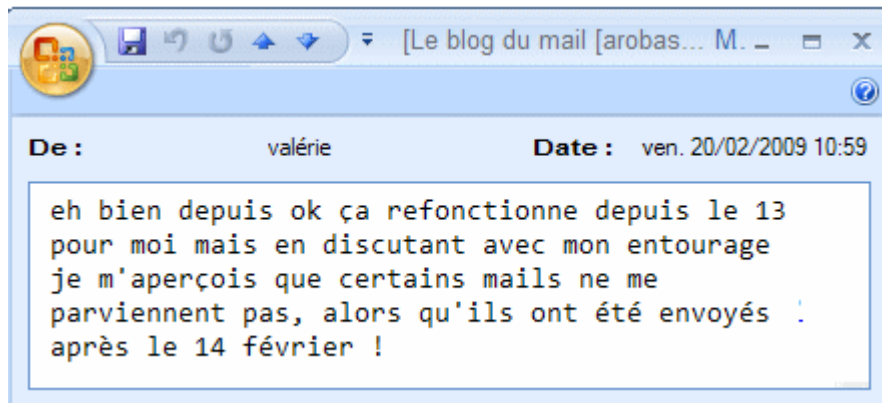 [Le blog du mail [arobas... M.
De : valérie Date : ven. 20/02/2009 10:59
eh bien depuis ok ça refonctionne depuis le 13
pour moi mais en discutant avec mon entourage
je m'aperçois que certains mails ne me
parviennent pas, alors qu'ils ont été envoyés
après le 14 février !